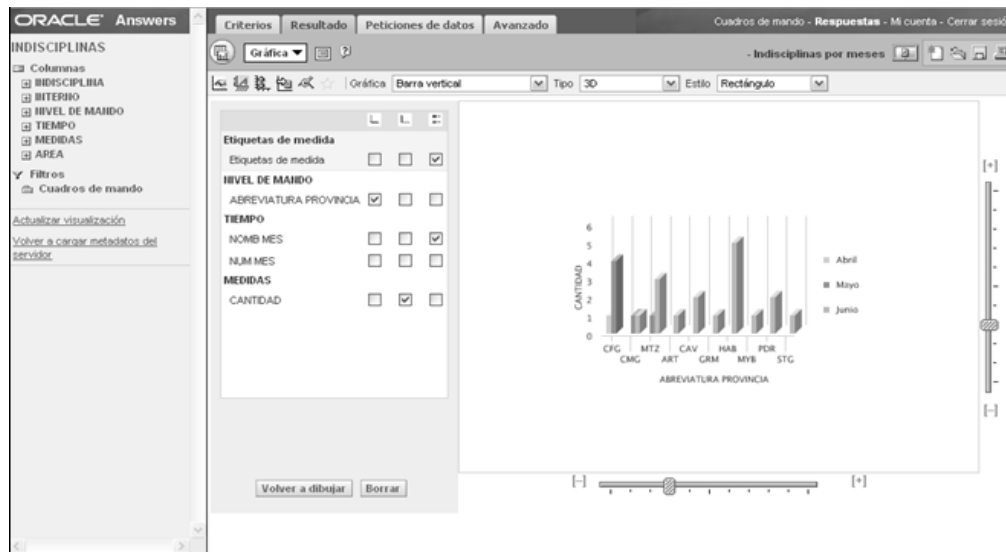 ORACLE Answers
INDISCIPLINAS
Columnas
INDISCIPLINA
INTERNO
NIVEL DE MANDO
TIEMPO
MEDIDAS
AREA
Filtros
Cuadros de mando
Actualizar visualización
Volver a cargar metadatos del
servidor
Criterios Resultado Peticiones de datos Avanzado
Cuadros de mando - Respuestas - Mi cuenta - Cerrar sesió
Gráfica
- Indisciplinas por meses
Gráfica Barra vertical Tipo 3D Estilo Rectángulo
Etiquetas de medida
Etiquetas de medida
NIVEL DE MANDO
ABREVIATURA PROVINCIA
TIEMPO
NOMB MES
NUM MES
MEDIDAS
CANTIDAD
Volver a dibujar Borrar
CANTIDAD
6
5
4
3
2
1
0
CFG MTZ CAV HAB PDR
CMG ART GRM MYB STG
ABREVIATURA PROVINCIA
Abril
Mayo
Junio
[+]
[-]
[-] [+]